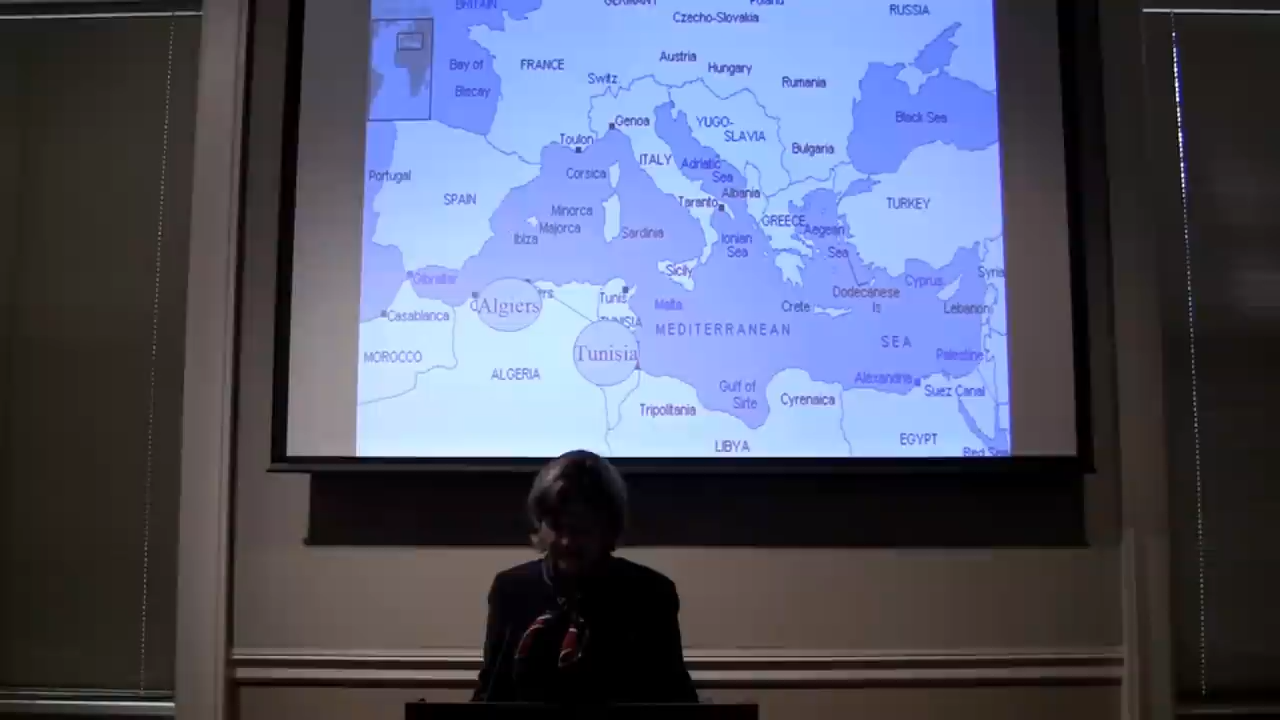 BRITAIN
GERMANY
Poland
Czecho-Slovakia
RUSSIA
Bay of
Biscay
FRANCE
Switz.
Austria
Hungary
Rumania
Black Sea
Genoa
Toulon
YUGO-
SLAVIA
Bulgaria
ITALY
Adriatic
Sea
Corsica
Portugal
SPAIN
Albania
Taranto
TURKEY
Minorca
Majorca
Ibiza
Sardinia
GREECE
Aegean
Sea
Ionian
Sea
Sicily
Gibraltar
Cyprus
Syria
Algiers
Tunis
Malta
Crete
Dodecanese
Is
Lebanon
Casablanca
MEDITERRANEAN
SEA
MOROCCO
Tunisia
Palestine
ALGERIA
Alexandria
Suez Canal
Gulf of
Sirte
Cyrenaica
Tripolitania
LIBYA
EGYPT
Red Sea